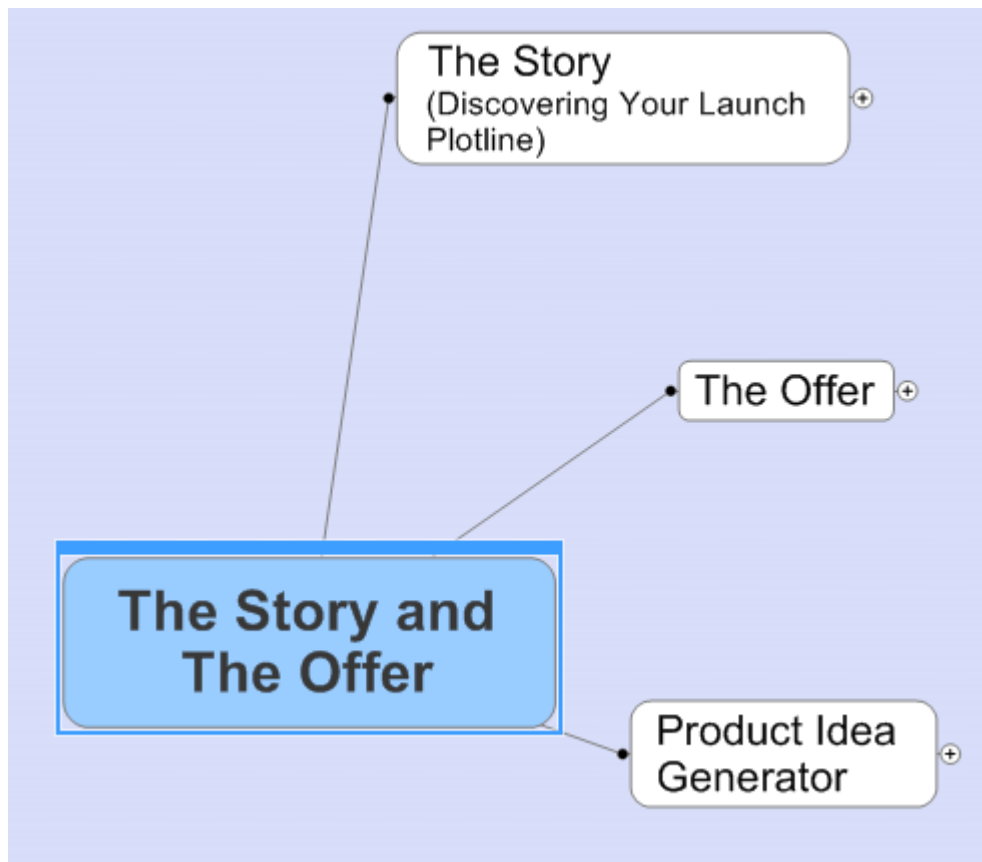 The Story
(Discovering Your Launch
Plotline)
The Offer
The Story and
The Offer
Product Idea
Generator